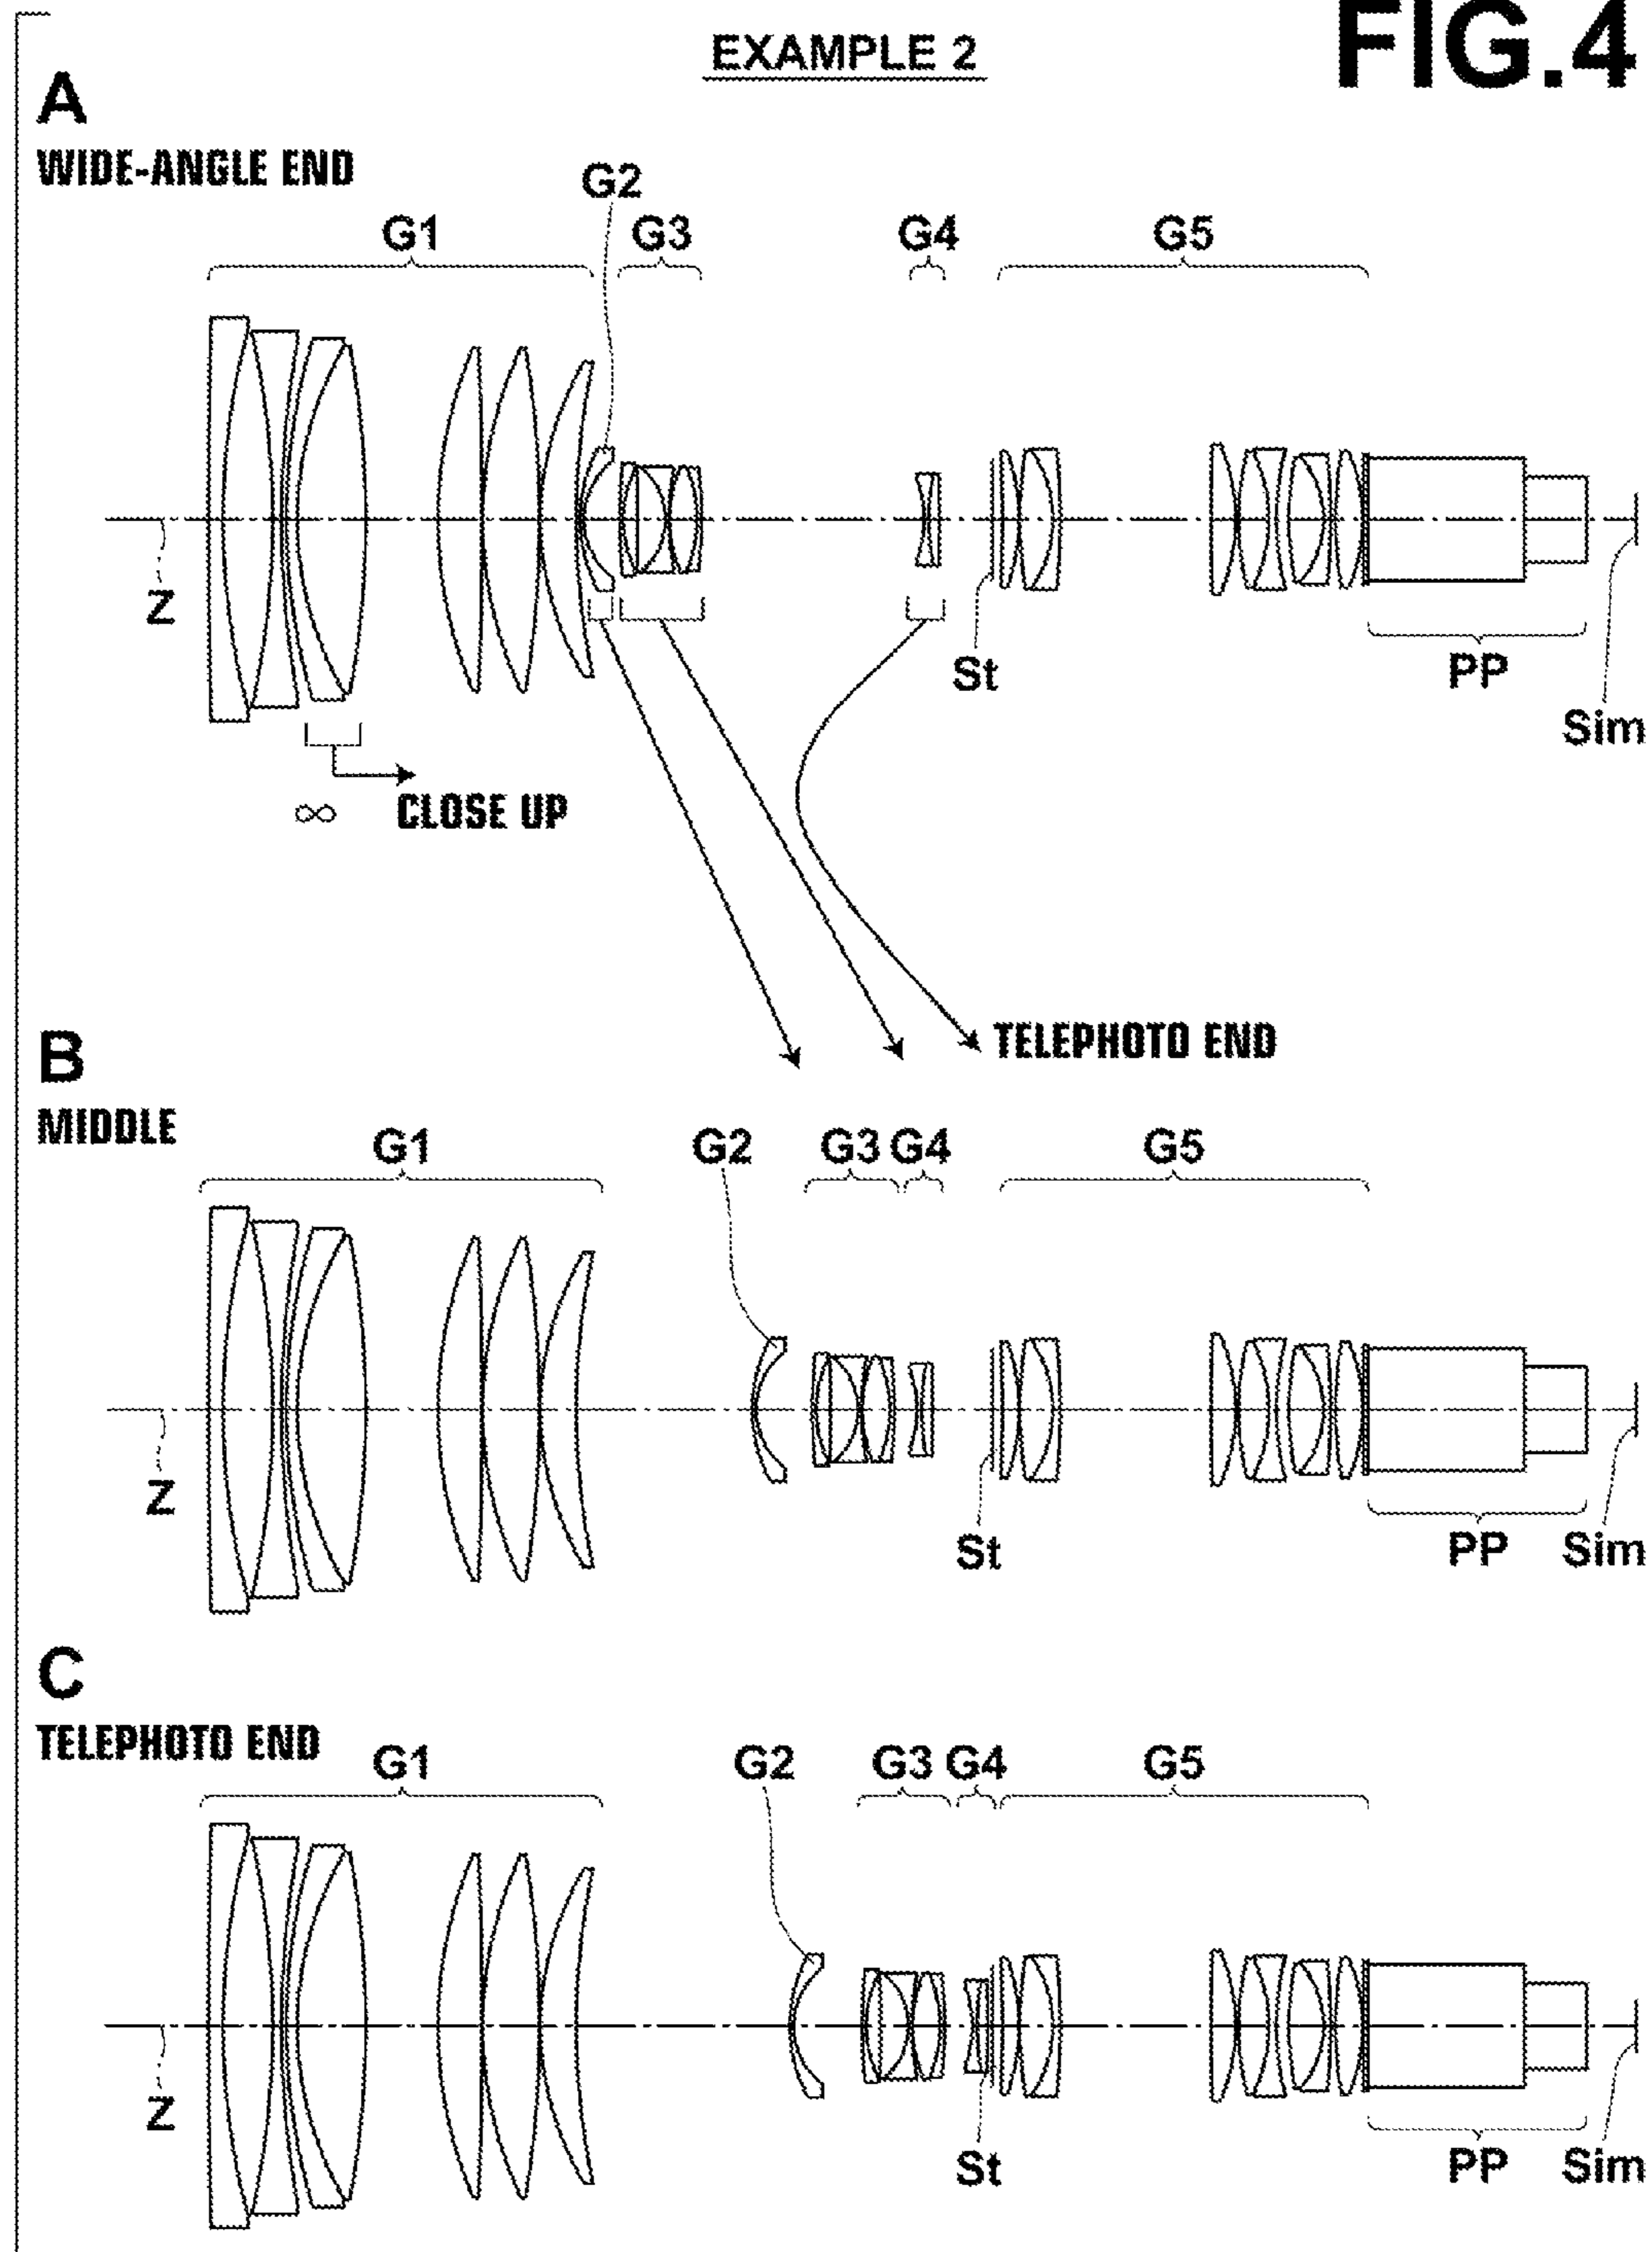 FIG.4
EXAMPLE 2
A
WIDE-ANGLE END
G2
G1 G3 G4 G5
Z
St
PP
Sim
∞ CLOSE UP
TELEPHOTO END
B
MIDDLE
G1 G2 G3 G4 G5
Z
St PP Sim
C
TELEPHOTO END
G1 G2 G3 G4 G5
Z
St PP Sim